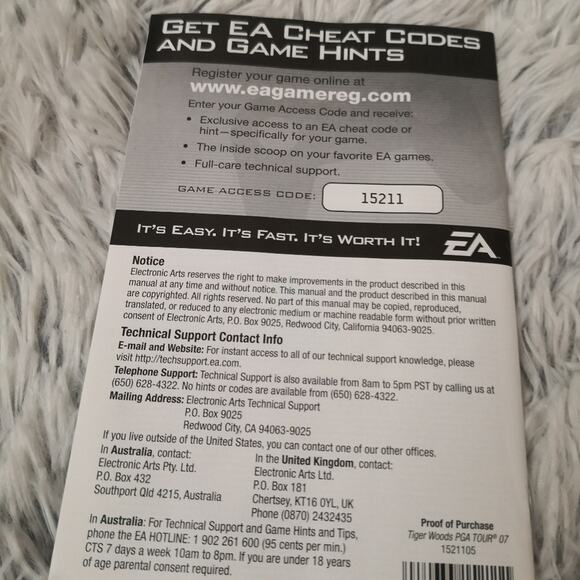 GET EA CHEAT CODES
AND GAME HINTS
Register your game online at
www.eagamereg.com
Enter your Game Access Code and receive:
• Exclusive access to an EA cheat code or
hint—specifically for your game.
• The inside scoop on your favorite EA games.
• Full-care technical support.
GAME ACCESS CODE: 15211
IT'S EASY. IT'S FAST. IT'S WORTH IT! EA
Notice
Electronic Arts reserves the right to make improvements in the product described in this
manual at any time and without notice. This manual and the product described in this manual
are copyrighted. All rights reserved. No part of this manual may be copied, reproduced,
translated, or reduced to any electronic medium or machine readable form without prior written
consent of Electronic Arts, P.O. Box 9025, Redwood City, California 94063-9025.
Technical Support Contact Info
E-mail and Website: For instant access to all of our technical support knowledge, please
visit http://techsupport.ea.com.
Telephone Support: Technical Support is also available from 8am to 5pm PST by calling us at
(650) 628-4322. No hints or codes are available from (650) 628-4322.
Mailing Address: Electronic Arts Technical Support
P.O. Box 9025
Redwood City, CA 94063-9025
If you live outside of the United States, you can contact one of our other offices.
In Australia, contact:
Electronic Arts Pty. Ltd.
P.O. Box 432
Southport Qld 4215, Australia
In the United Kingdom, contact:
Electronic Arts Ltd.
P.O. Box 181
Chertsey, KT16 0YL, UK
Phone (0870) 2432435
In Australia: For Technical Support and Game Hints and Tips,
phone the EA HOTLINE: 1 902 261 600 (95 cents per min.)
CTS 7 days a week 10am to 8pm. If you are under 18 years
of age parental consent required.
Proof of Purchase
Tiger Woods PGA TOUR® 07
1521105